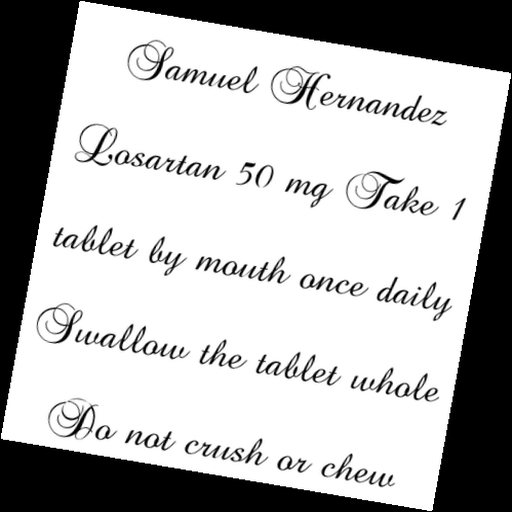 Samuel Hernandez
Losartan 50 mg Take 1
tablet by mouth once daily
Swallow the tablet whole
Do not crush or chew